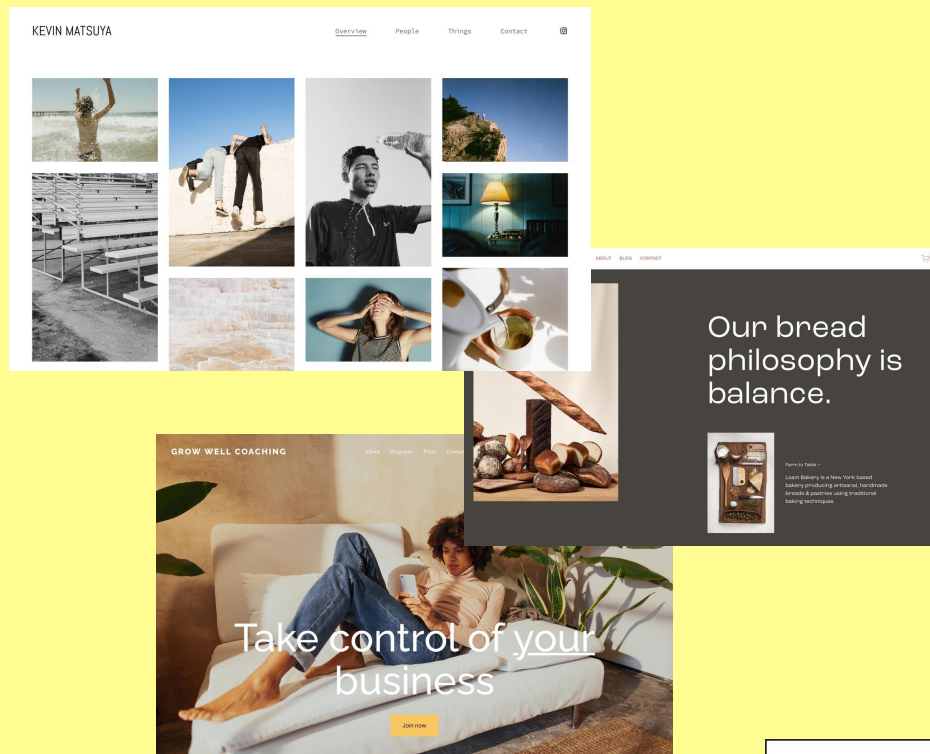 KEVIN MATSUYA
Overview People Things Contact
ABOUT BLOG CONTACT
Our bread
philosophy is
balance.
Farm to Table —
Loam Bakery is a New York based
bakery producing artisanal, handmade
breads & pastries using traditional
baking techniques.
GROW WELL COACHING
About Programs Press Contact
Take control of your
business
Join now